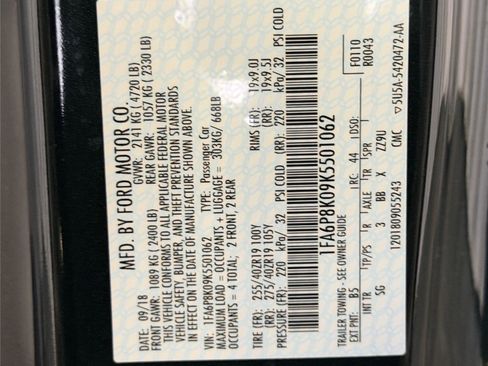 MFD. BY FORD MOTOR CO.
DATE: 09/18 GVWR: 2141 KG (4720 LB)
FRONT GAWR: 1089 KG (2400 LB) REAR GAWR: 1057 KG (2330 LB)
THIS VEHICLE CONFORMS TO ALL APPLICABLE FEDERAL MOTOR
VEHICLE SAFETY, BUMPER, AND THEFT PREVENTION STANDARDS
IN EFFECT ON THE DATE OF MANUFACTURE SHOWN ABOVE.
VIN: 1FA6P8K09K5501062 TYPE: Passenger Car
MAXIMUM LOAD = OCCUPANTS + LUGGAGE = 303KG/ 668LB
OCCUPANTS = 4 TOTAL; 2 FRONT, 2 REAR
TIRE (FR): 255/40ZR19 100Y RIMS (FR): 19x9.0J
(RR): 275/40ZR19 105Y (RR): 19x9.5J
PRESSURE (FR): 220 kPa/ 32 PSI COLD (RR): 220 kPa/ 32 PSI COLD
1FA6P8K09K5501062
TRAILER TOWING - SEE OWNER GUIDE F0110
R0043
EXT PNT: B5 RC: 44 DSO:
INT TR TP/PS R AXLE TR SPR
SG 3 BB X ZZ9U
1201809055243 CMC ▽5U5A-5420472-AA